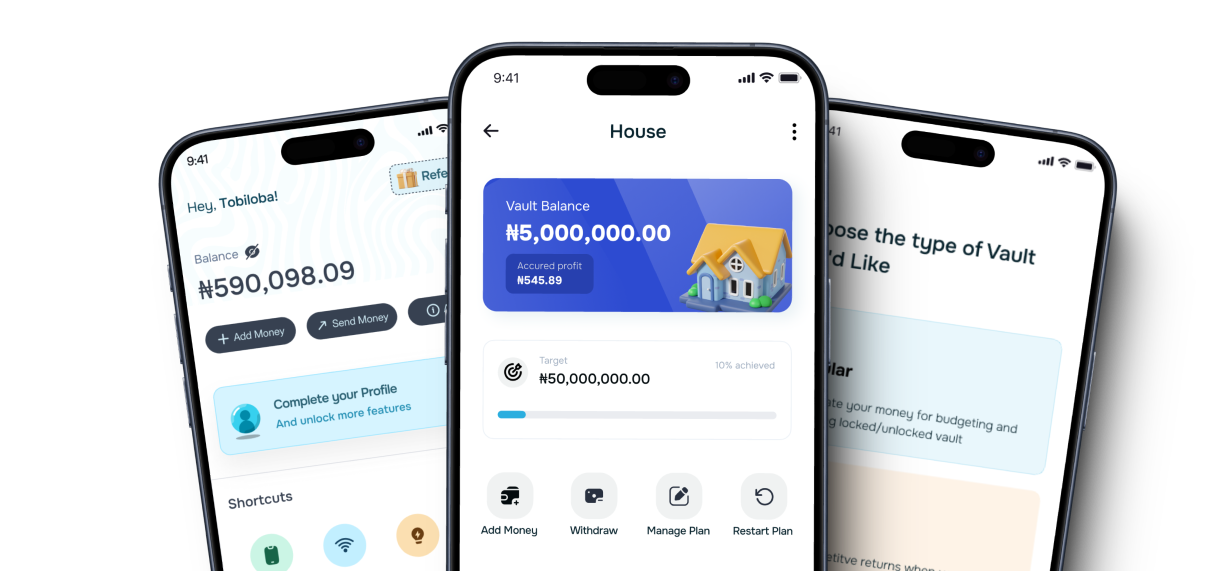 9:41
Refe
Hey, Tobiloba!
Balance
₦590,098.09
Add Money
Send Money
Complete your Profile
And unlock more features
Shortcuts
9:41
House
Vault Balance
₦5,000,000.00
Accured profit
₦545.89
Target
₦50,000,000.00
10% achieved
Add Money
Withdraw
Manage Plan
Restart Plan
41
ose the type of Vault
'd Like
lar
ate your money for budgeting and
g locked/unlocked vault
etitve returns when